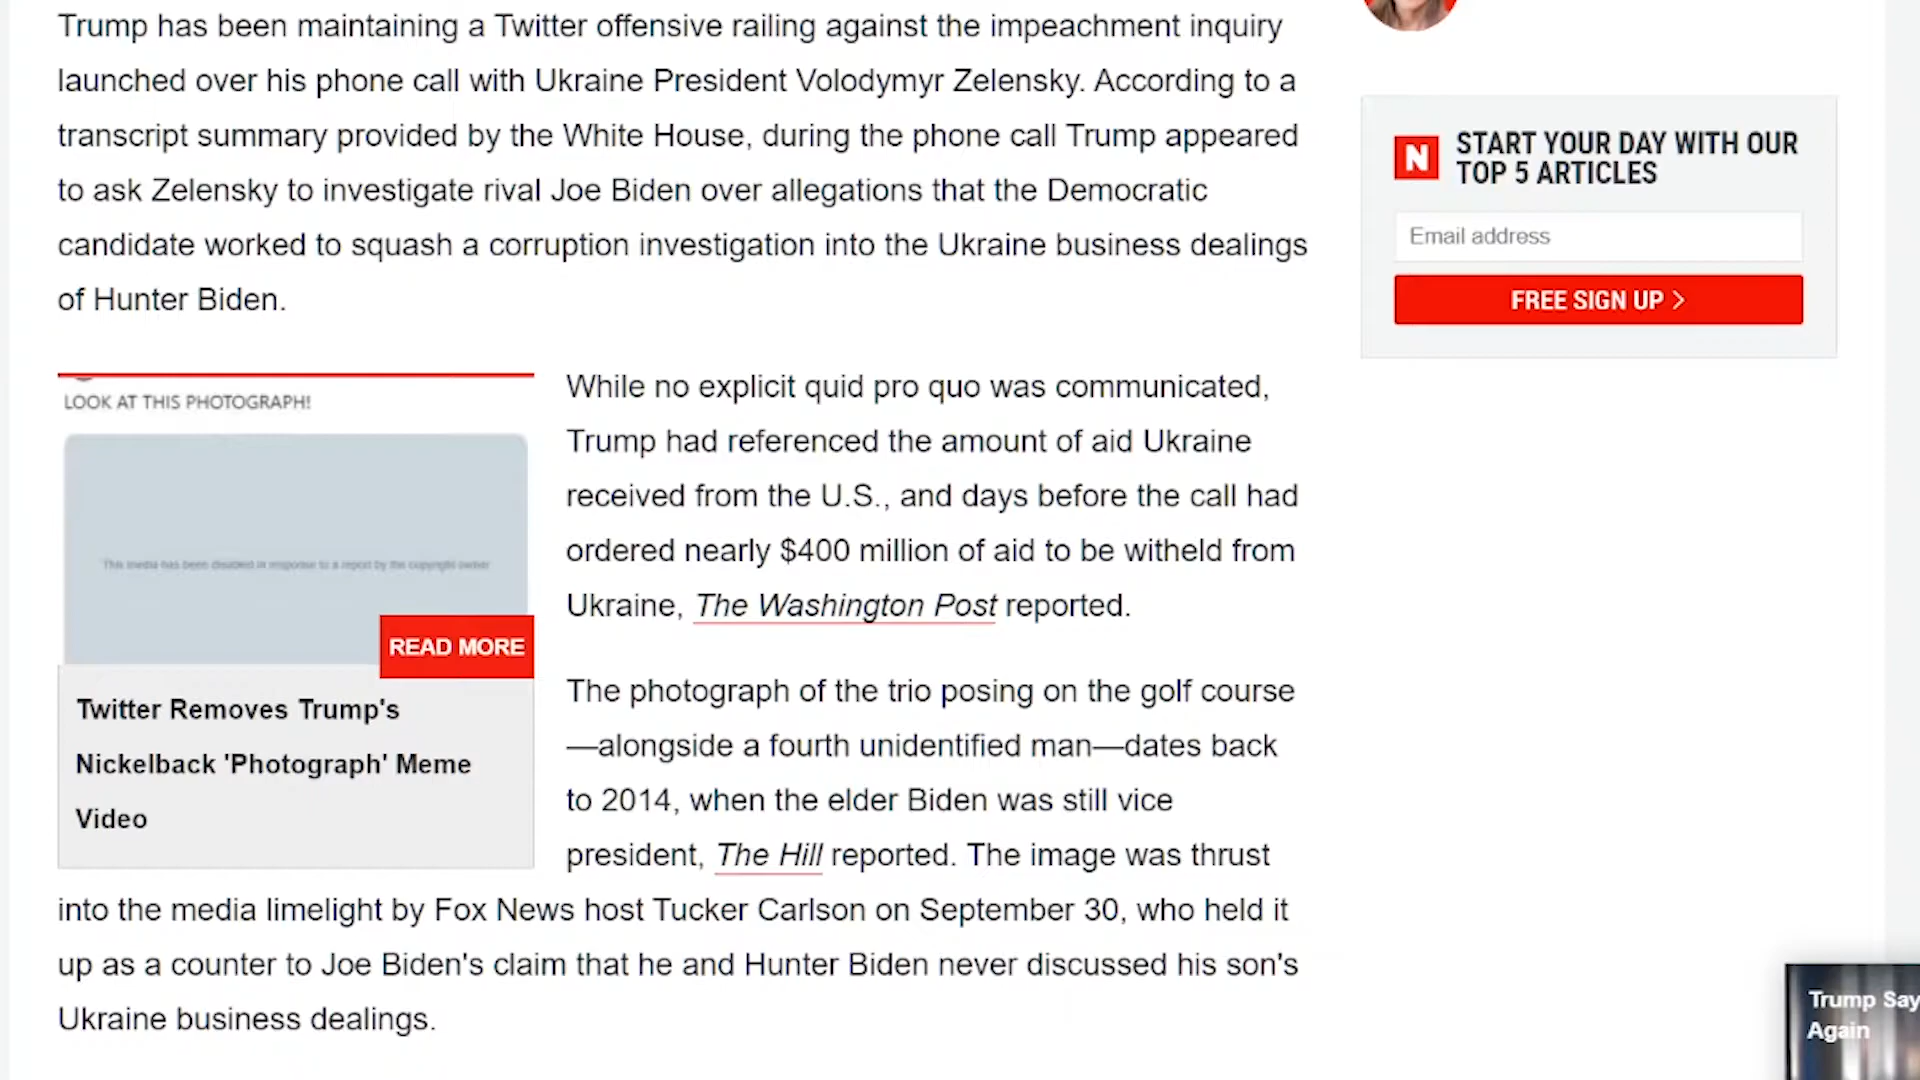 Trump has been maintaining a Twitter offensive railing against the impeachment inquiry
launched over his phone call with Ukraine President Volodymyr Zelensky. According to a
transcript summary provided by the White House, during the phone call Trump appeared
to ask Zelensky to investigate rival Joe Biden over allegations that the Democratic
candidate worked to squash a corruption investigation into the Ukraine business dealings
of Hunter Biden.
LOOK AT THIS PHOTOGRAPH!
This media has been disabled in response to a report by the copyright owner
READ MORE
Twitter Removes Trump's
Nickelback 'Photograph' Meme
Video
While no explicit quid pro quo was communicated,
Trump had referenced the amount of aid Ukraine
received from the U.S., and days before the call had
ordered nearly $400 million of aid to be witheld from
Ukraine, The Washington Post reported.
The photograph of the trio posing on the golf course
—alongside a fourth unidentified man—dates back
to 2014, when the elder Biden was still vice
president, The Hill reported. The image was thrust
into the media limelight by Fox News host Tucker Carlson on September 30, who held it
up as a counter to Joe Biden's claim that he and Hunter Biden never discussed his son's
Ukraine business dealings.
N
START YOUR DAY WITH OUR
TOP 5 ARTICLES
Email address
FREE SIGN UP >
Trump Say
Again